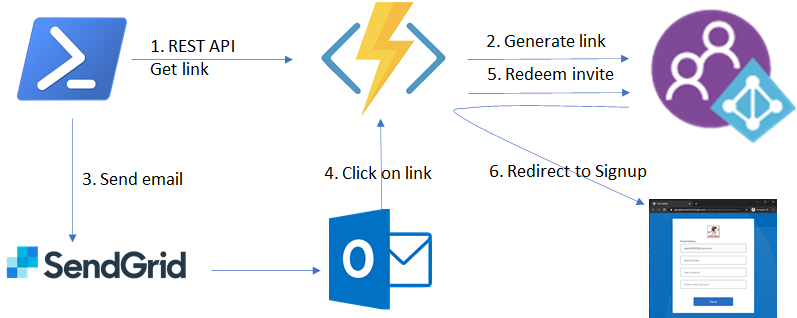 1. REST API
Get link
2. Generate link
5. Redeem invite
3. Send email
4. Click on link
6. Redirect to Signup
SendGrid
O